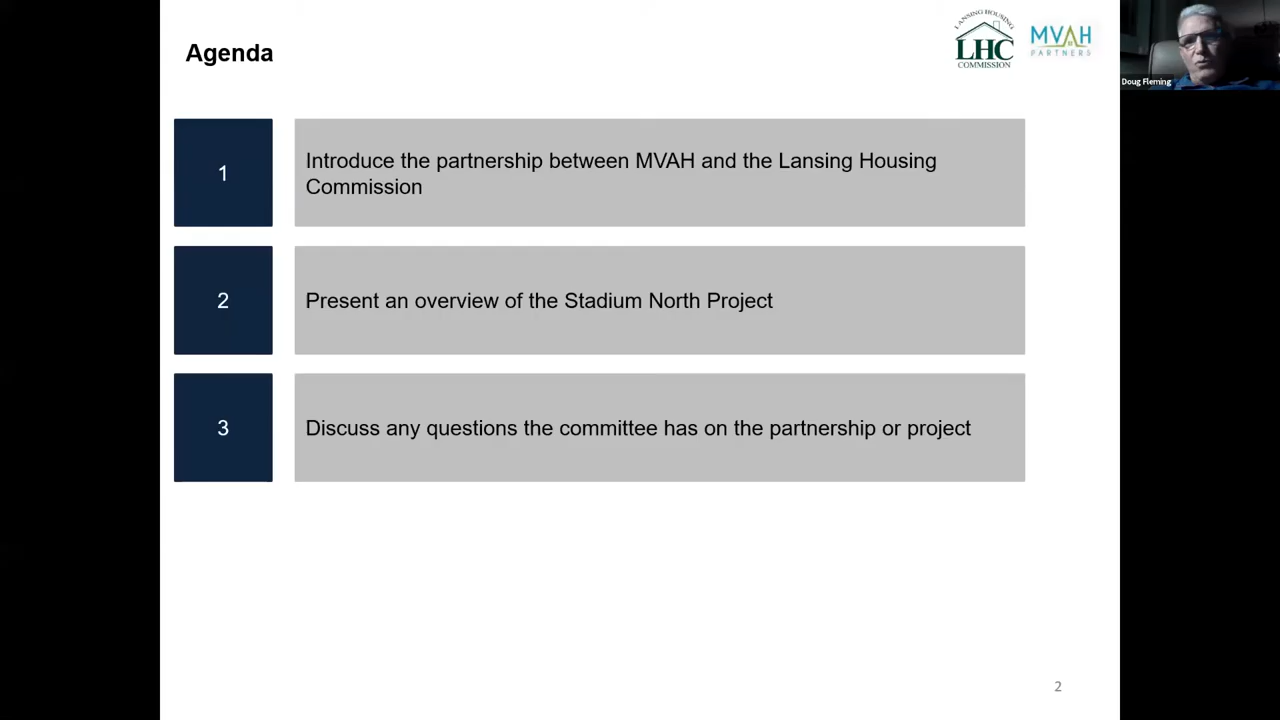 Agenda
LANSING HOUSING
LHC
COMMISSION
MVAH
PARTNERS
Doug Fleming
1
Introduce the partnership between MVAH and the Lansing Housing
Commission
2
Present an overview of the Stadium North Project
3
Discuss any questions the committee has on the partnership or project
2